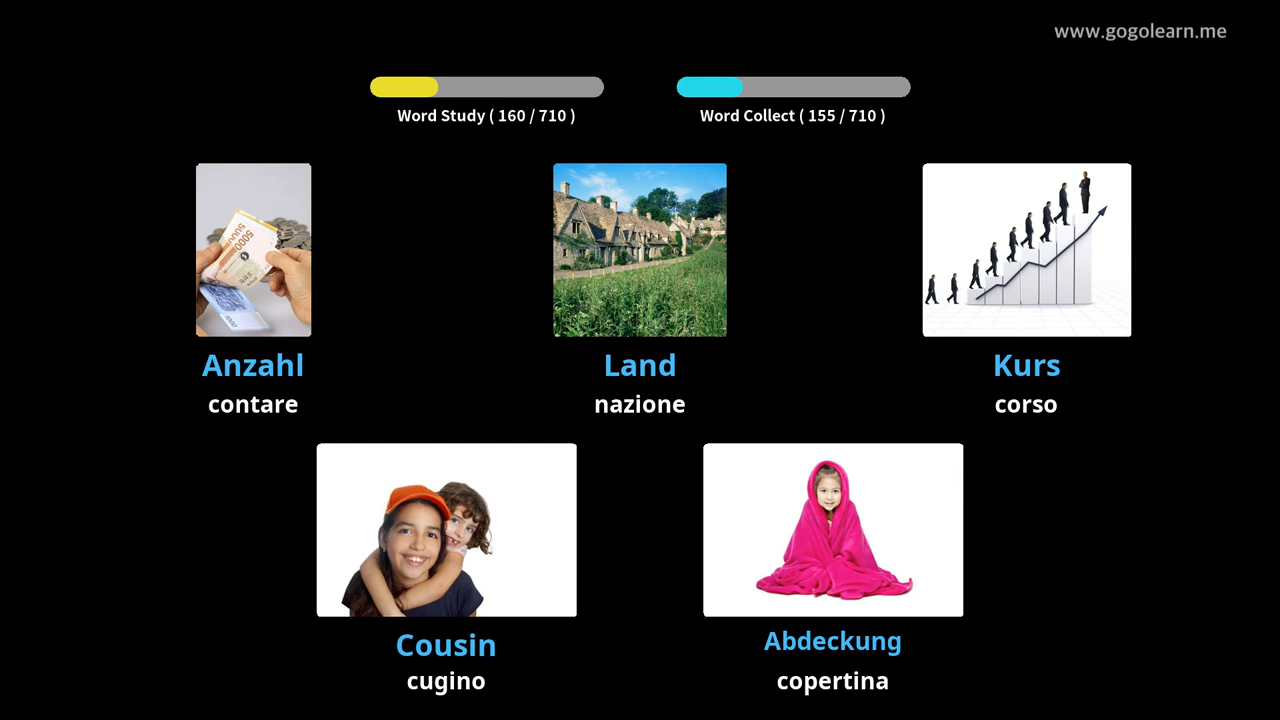 www.gogolearn.me
Word Study ( 160 / 710 )
Word Collect ( 155 / 710 )
Anzahl
contare
Land
nazione
Kurs
corso
Cousin
cugino
Abdeckung
copertina